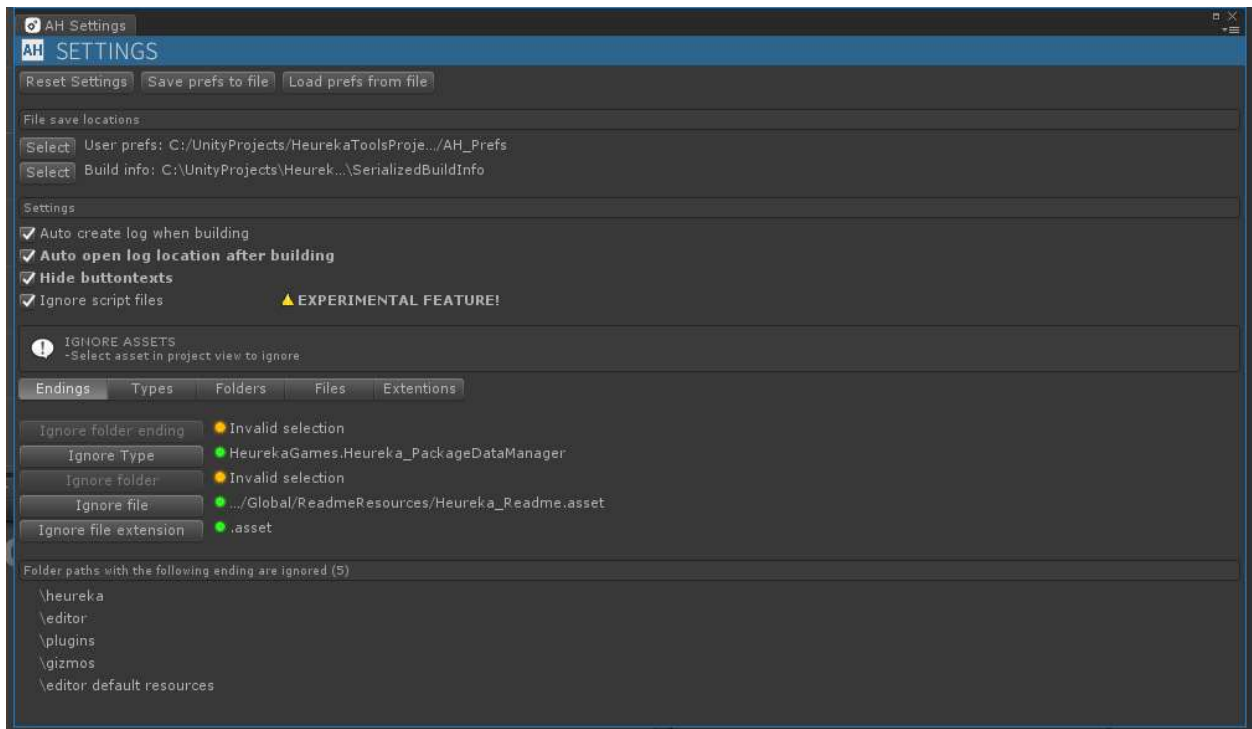 AH Settings
AH SETTINGS
Reset Settings Save prefs to file Load prefs from file
File save locations
Select User prefs: C:/UnityProjects/HeurekaToolsProje.../AH_Prefs
Select Build info: C:\UnityProjects\Heurek...\SerializedBuildInfo
Settings
Auto create log when building
Auto open log location after building
Hide buttontexts
Ignore script files EXPERIMENTAL FEATURE!
IGNORE ASSETS
-Select asset in project view to ignore
Endings Types Folders Files Extentions
Ignore folder ending Invalid selection
Ignore Type HeurekaGames.Heureka_PackageDataManager
Ignore folder Invalid selection
Ignore file .../Global/ReadmeResources/Heureka_Readme.asset
Ignore file extension .asset
Folder paths with the following ending are ignored (5)
\heureka
\editor
\plugins
\gizmos
\editor default resources